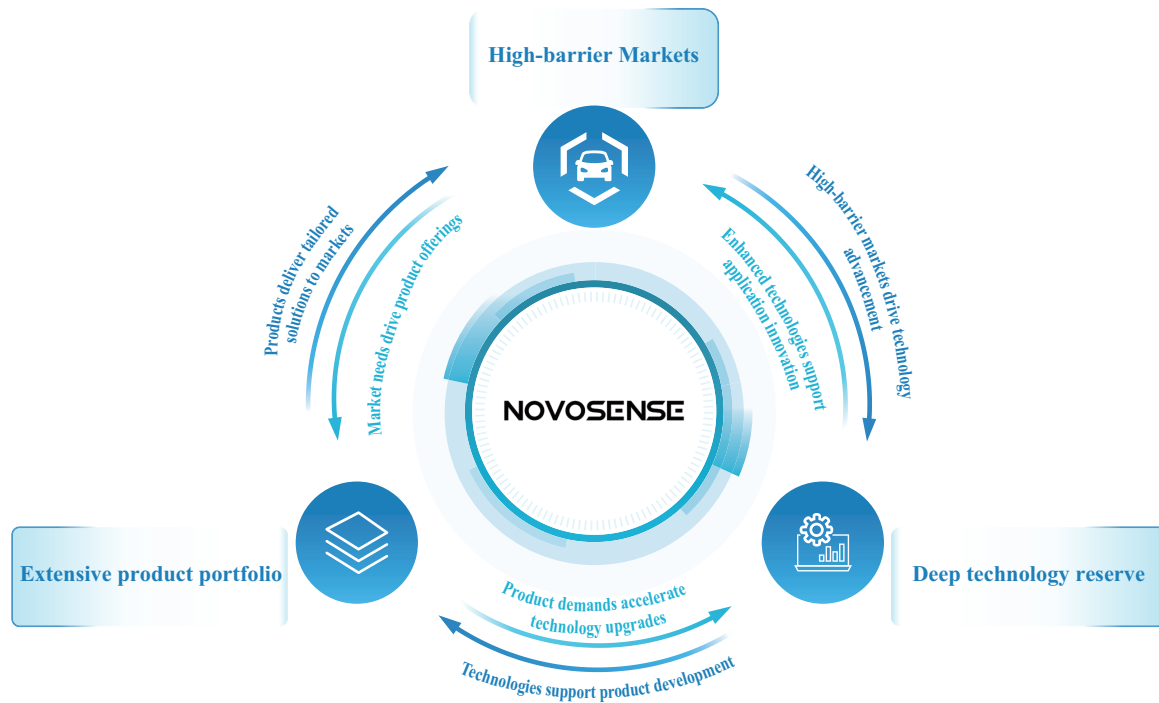 High-barrier Markets
Products deliver tailored
solutions to markets
Market needs drive product offerings
High-barrier markets drive technology
advancement
Enhanced technologies support
application innovation
NOVOSENSE
Extensive product portfolio
Deep technology reserve
Product demands accelerate
technology upgrades
Technologies support product development